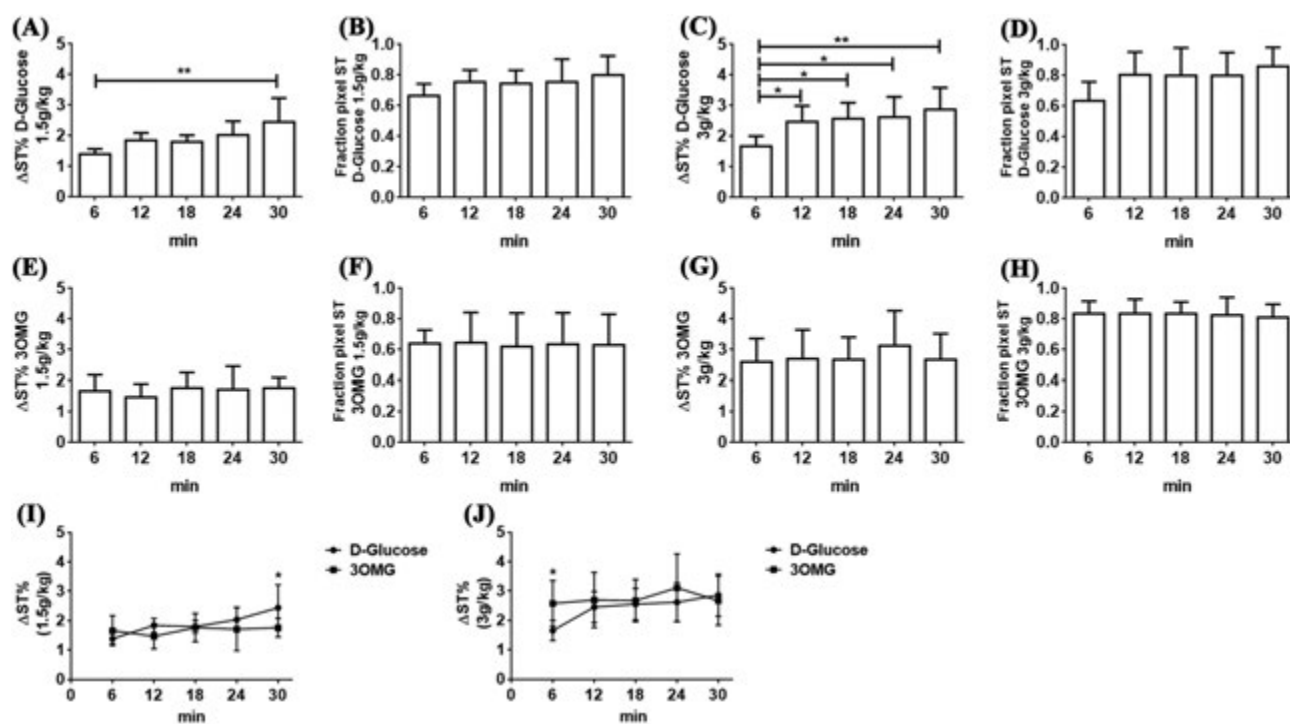 (A)
ΔST% D-Glucose
1.5g/kg
5
4
3
2
1
0
**
6 12 18 24 30
min
(B)
Fraction pixel ST
D-Glucose 1.5g/kg
1.0
0.8
0.6
0.4
0.2
0.0
6 12 18 24 30
min
(C)
ΔST% D-Glucose
3g/kg
5
4
3
2
1
0
**
*
*
*
6 12 18 24 30
min
(D)
Fraction pixel ST
D-Glucose 3g/kg
1.0
0.8
0.6
0.4
0.2
0.0
6 12 18 24 30
min
(E)
ΔST% 3OMG
1.5g/kg
5
4
3
2
1
0
6 12 18 24 30
min
(F)
Fraction pixel ST
3OMG 1.5g/kg
1.0
0.8
0.6
0.4
0.2
0.0
6 12 18 24 30
min
(G)
ΔST% 3OMG
3g/kg
5
4
3
2
1
0
6 12 18 24 30
min
(H)
Fraction pixel ST
3OMG 3g/kg
1.0
0.8
0.6
0.4
0.2
0.0
6 12 18 24 30
min
(I)
ΔST%
(1.5g/kg)
5
4
3
2
1
0
*
0 6 12 18 24 30
min
D-Glucose
3OMG
(J)
ΔST%
(3g/kg)
5
4
3
2
1
0
*
0 6 12 18 24 30
min
D-Glucose
3OMG